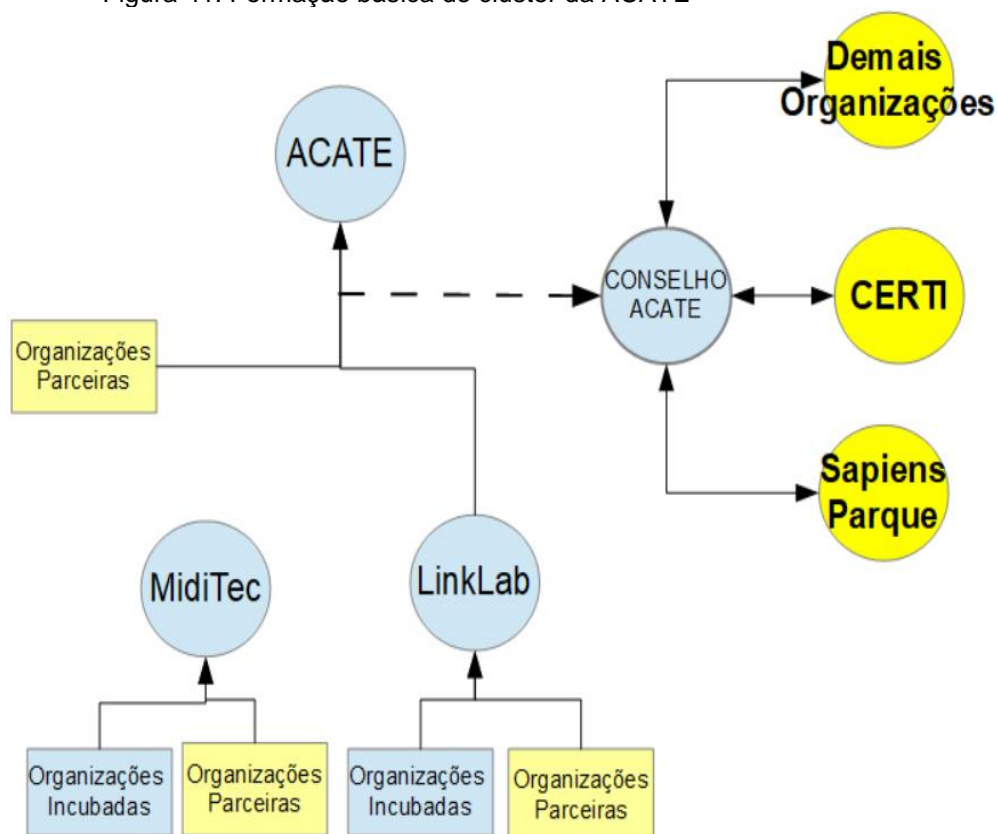 Demais
Organizações
ACATE
CONSELHO
ACATE
CERTI
Organizações
Parceiras
Sapiens
Parque
MidiTec
LinkLab
Organizações
Incubadas
Organizações
Parceiras
Organizações
Incubadas
Organizações
Parceiras